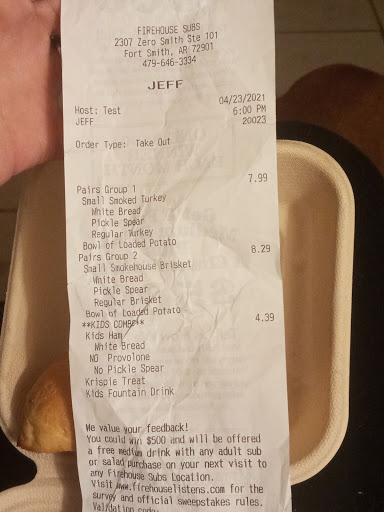 FIREHOUSE SUBS
2307 Zero Smith Ste 101
Fort Smith, AR 72901
479-646-3334
JEFF
04/23/2021
Host: Test 6:00 PM
JEFF 20023
Order Type: Take Out
Pairs Group 1 7.99
Small Smoked Turkey
White Bread
Pickle Spear
Regular Turkey
Bowl of Loaded Potato
Pairs Group 2 8.29
Small Smokehouse Brisket
White Bread
Pickle Spear
Regular Brisket
Bowl of Loaded Potato
**KIDS COMBO** 4.39
Kids Ham
White Bread
NO Provolone
No Pickle Spear
Krispie Treat
Kids Fountain Drink
We value your feedback!
You could win $500 and will be offered
a free medium drink with any adult sub
or salad purchase on your next visit to
any Firehouse Subs Location.
Visit www.firehouselistens.com for the
survey and official sweepstakes rules.
Validation code: